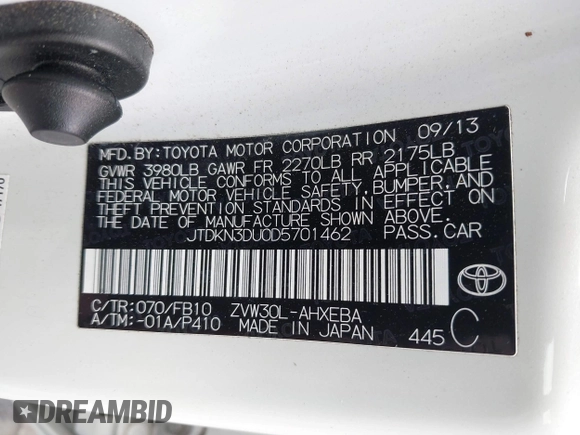 MFD. BY: TOYOTA MOTOR CORPORATION 09/13
GVWR 3980LB GAWR FR 2270LB RR 2175LB
THIS VEHICLE CONFORMS TO ALL APPLICABLE
FEDERAL MOTOR VEHICLE SAFETY, BUMPER, AND
THEFT PREVENTION STANDARDS IN EFFECT ON
THE DATE OF MANUFACTURE SHOWN ABOVE.
JTDKN3DU0D5701462 PASS. CAR
C/TR: 070/FB10 ZVW30L-AHXEBA
A/TM: -01A/P410 MADE IN JAPAN 445 C
DREAMBID